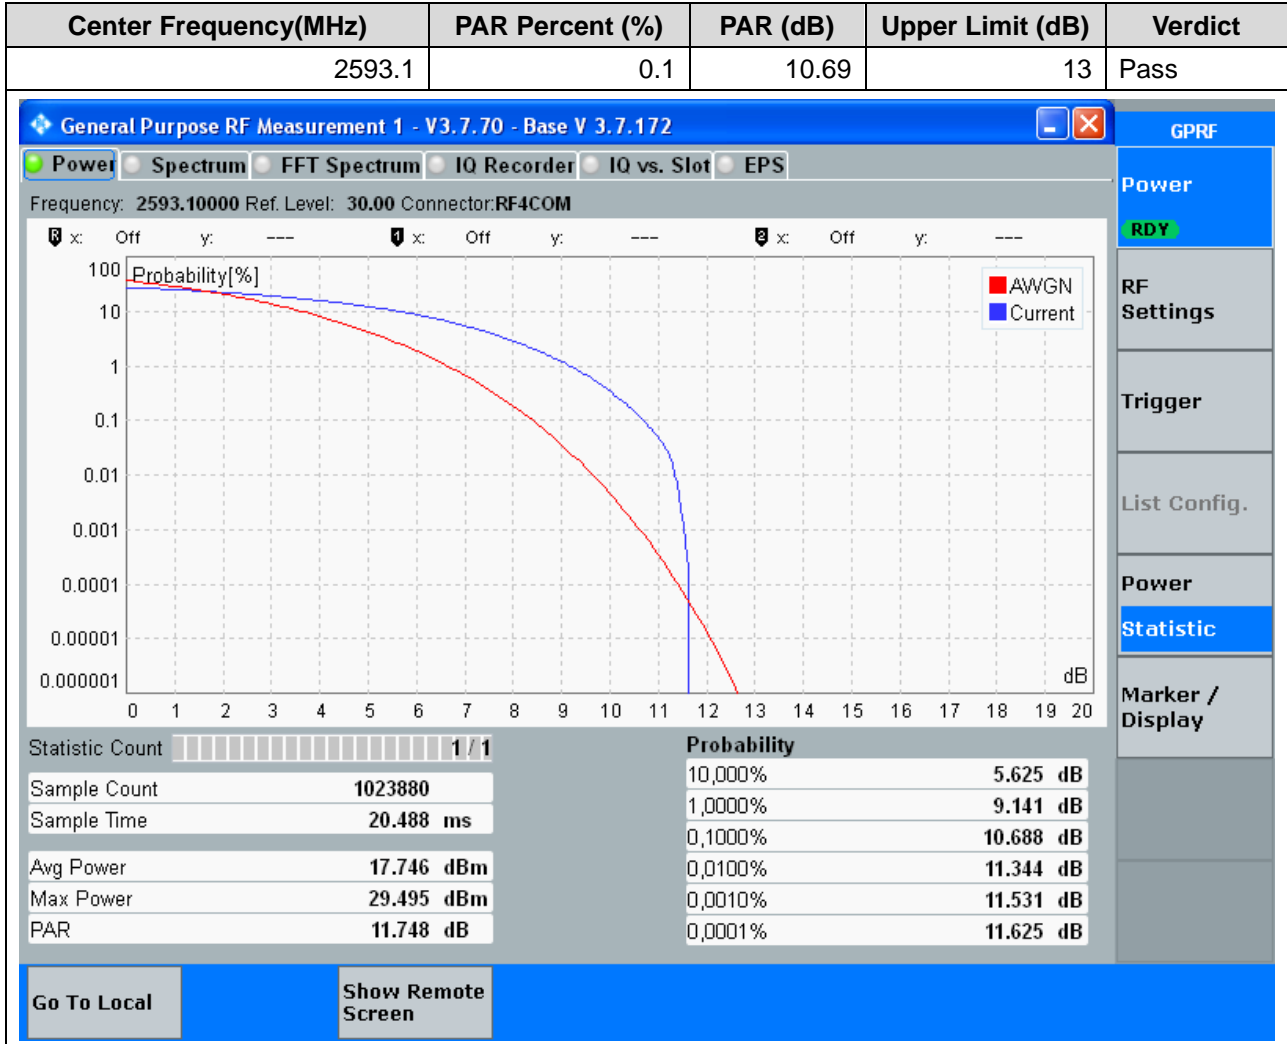 Center Frequency(MHz) PAR Percent (%) PAR (dB) Upper Limit (dB) Verdict
2593.1 0.1 10.69 13 Pass
General Purpose RF Measurement 1 - V3.7.70 - Base V 3.7.172
GPRF
Power Spectrum FFT Spectrum IQ Recorder IQ vs. Slot EPS
Power
RDY
Frequency: 2593.10000 Ref. Level: 30.00 Connector:RF4COM
R x: Off y: --- 1 x: Off y: --- 2 x: Off y: ---
Probability[%]
AWGN
Current
100
10
1
0.1
0.01
0.001
0.0001
0.00001
0.000001
dB
0 1 2 3 4 5 6 7 8 9 10 11 12 13 14 15 16 17 18 19 20
RF
Settings
Trigger
List Config.
Power
Statistic
Marker /
Display
Statistic Count 1 / 1
Sample Count 1023880
Sample Time 20.488 ms
Avg Power 17.746 dBm
Max Power 29.495 dBm
PAR 11.748 dB
Probability
10,000% 5.625 dB
1,0000% 9.141 dB
0,1000% 10.688 dB
0,0100% 11.344 dB
0,0010% 11.531 dB
0,0001% 11.625 dB
Go To Local
Show Remote
Screen